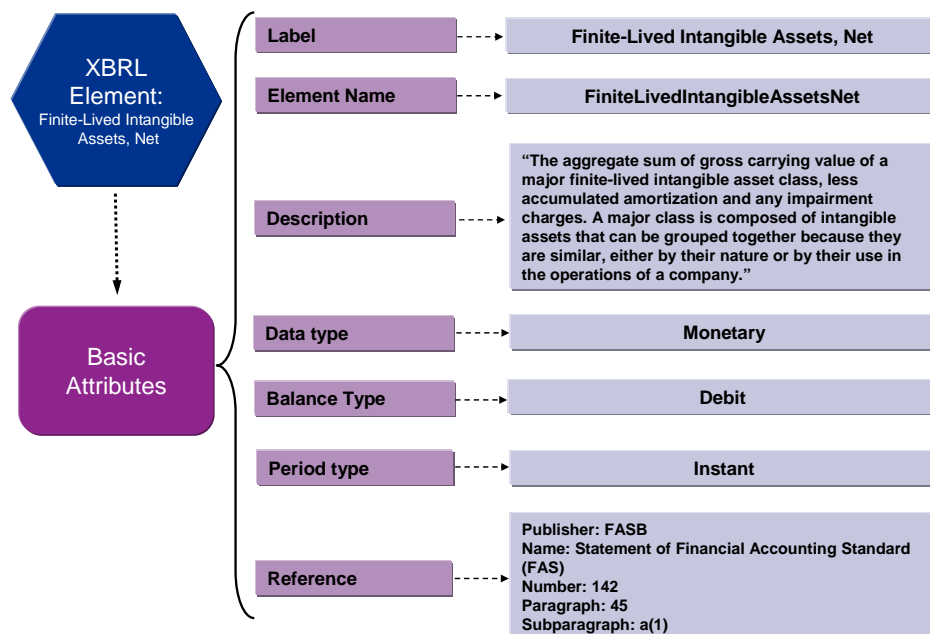 XBRL
Element:
Finite-Lived Intangible
Assets, Net
Basic
Attributes
Label
Finite-Lived Intangible Assets, Net
Element Name
FiniteLivedIntangibleAssetsNet
Description
“The aggregate sum of gross carrying value of a
major finite-lived intangible asset class, less
accumulated amortization and any impairment
charges. A major class is composed of intangible
assets that can be grouped together because they
are similar, either by their nature or by their use in
the operations of a company.”
Data type
Monetary
Balance Type
Debit
Period type
Instant
Reference
Publisher: FASB
Name: Statement of Financial Accounting Standard
(FAS)
Number: 142
Paragraph: 45
Subparagraph: a(1)